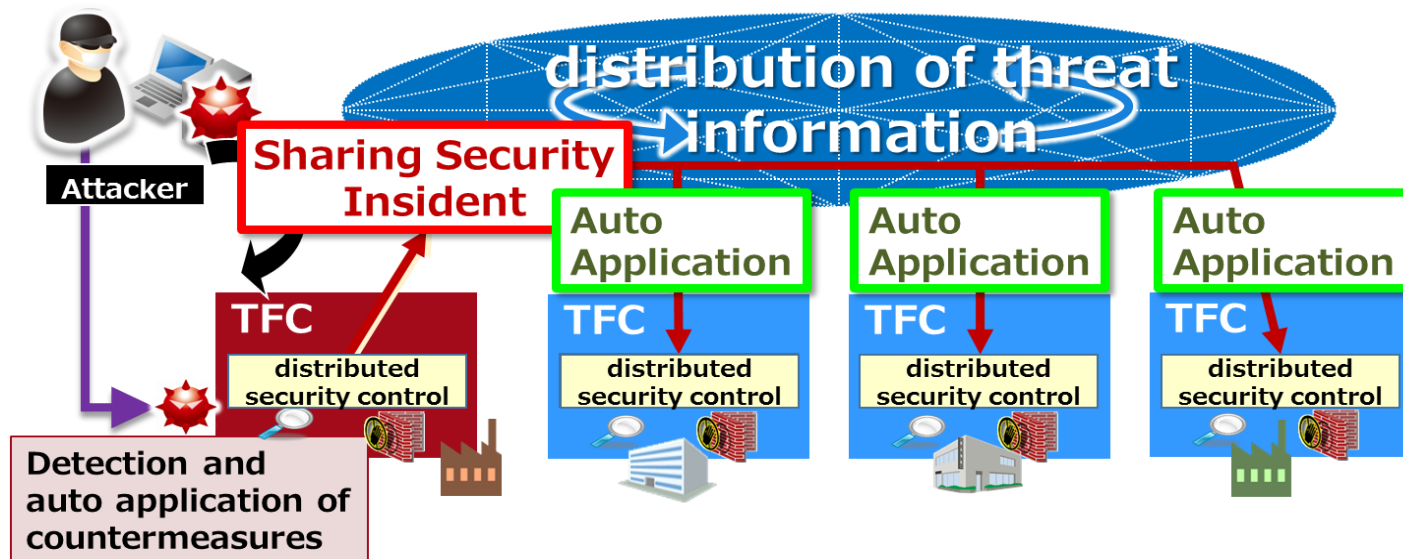 distribution of threat
information
Sharing Security
Insident
Attacker
Auto
Application
Auto
Application
Auto
Application
TFC
distributed
security control
TFC
distributed
security control
TFC
distributed
security control
TFC
distributed
security control
Detection and
auto application of
countermeasures